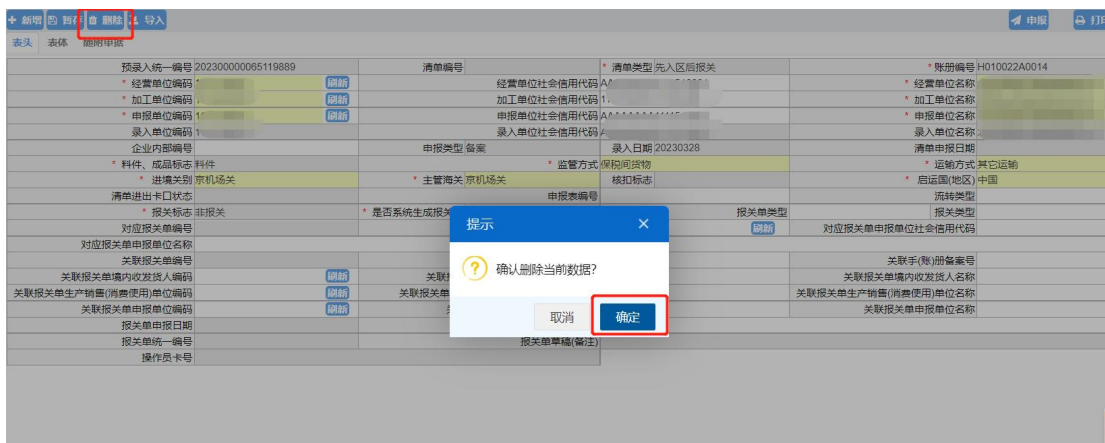 新增 暂存 删除 导入 申报 打印
表头 表体 随附单据
预录入统一编号 202300000065119889 清单编号 * 清单类型 先入区后报关 * 账册编号 H010022A0014
* 经营单位编码 刷新 经营单位社会信用代码 * 经营单位名称
* 加工单位编码 刷新 加工单位社会信用代码 * 加工单位名称
* 申报单位编码 刷新 申报单位社会信用代码 * 申报单位名称
录入单位编码 录入单位社会信用代码 录入单位名称
企业内部编号 申报类型 备案 录入日期 20230328 清单申报日期
* 料件、成品标志 料件 * 监管方式 保税间货物 * 运输方式 其它运输
* 进境关别 京机场关 * 主管海关 京机场关 核扣标志 * 启运国(地区) 中国
清单进出卡口状态 申报表编号 流转类型
* 报关标志 非报关 * 是否系统生成报关 报关单类型 报关类型
对应报关单编号 刷新 对应报关单申报单位社会信用代码
对应报关单申报单位名称
关联报关单编号 关联手(账)册备案号
关联报关单境内收发货人编码 刷新 关联 关联报关单境内收发货人名称
关联报关单生产销售(消费使用)单位编码 刷新 关联报关单 关联报关单生产销售(消费使用)单位名称
关联报关单申报单位编码 刷新 关联报关单申报单位名称
报关单申报日期
报关单统一编号 报关单草稿(备注)
操作员卡号
提示
确认删除当前数据?
取消 确定